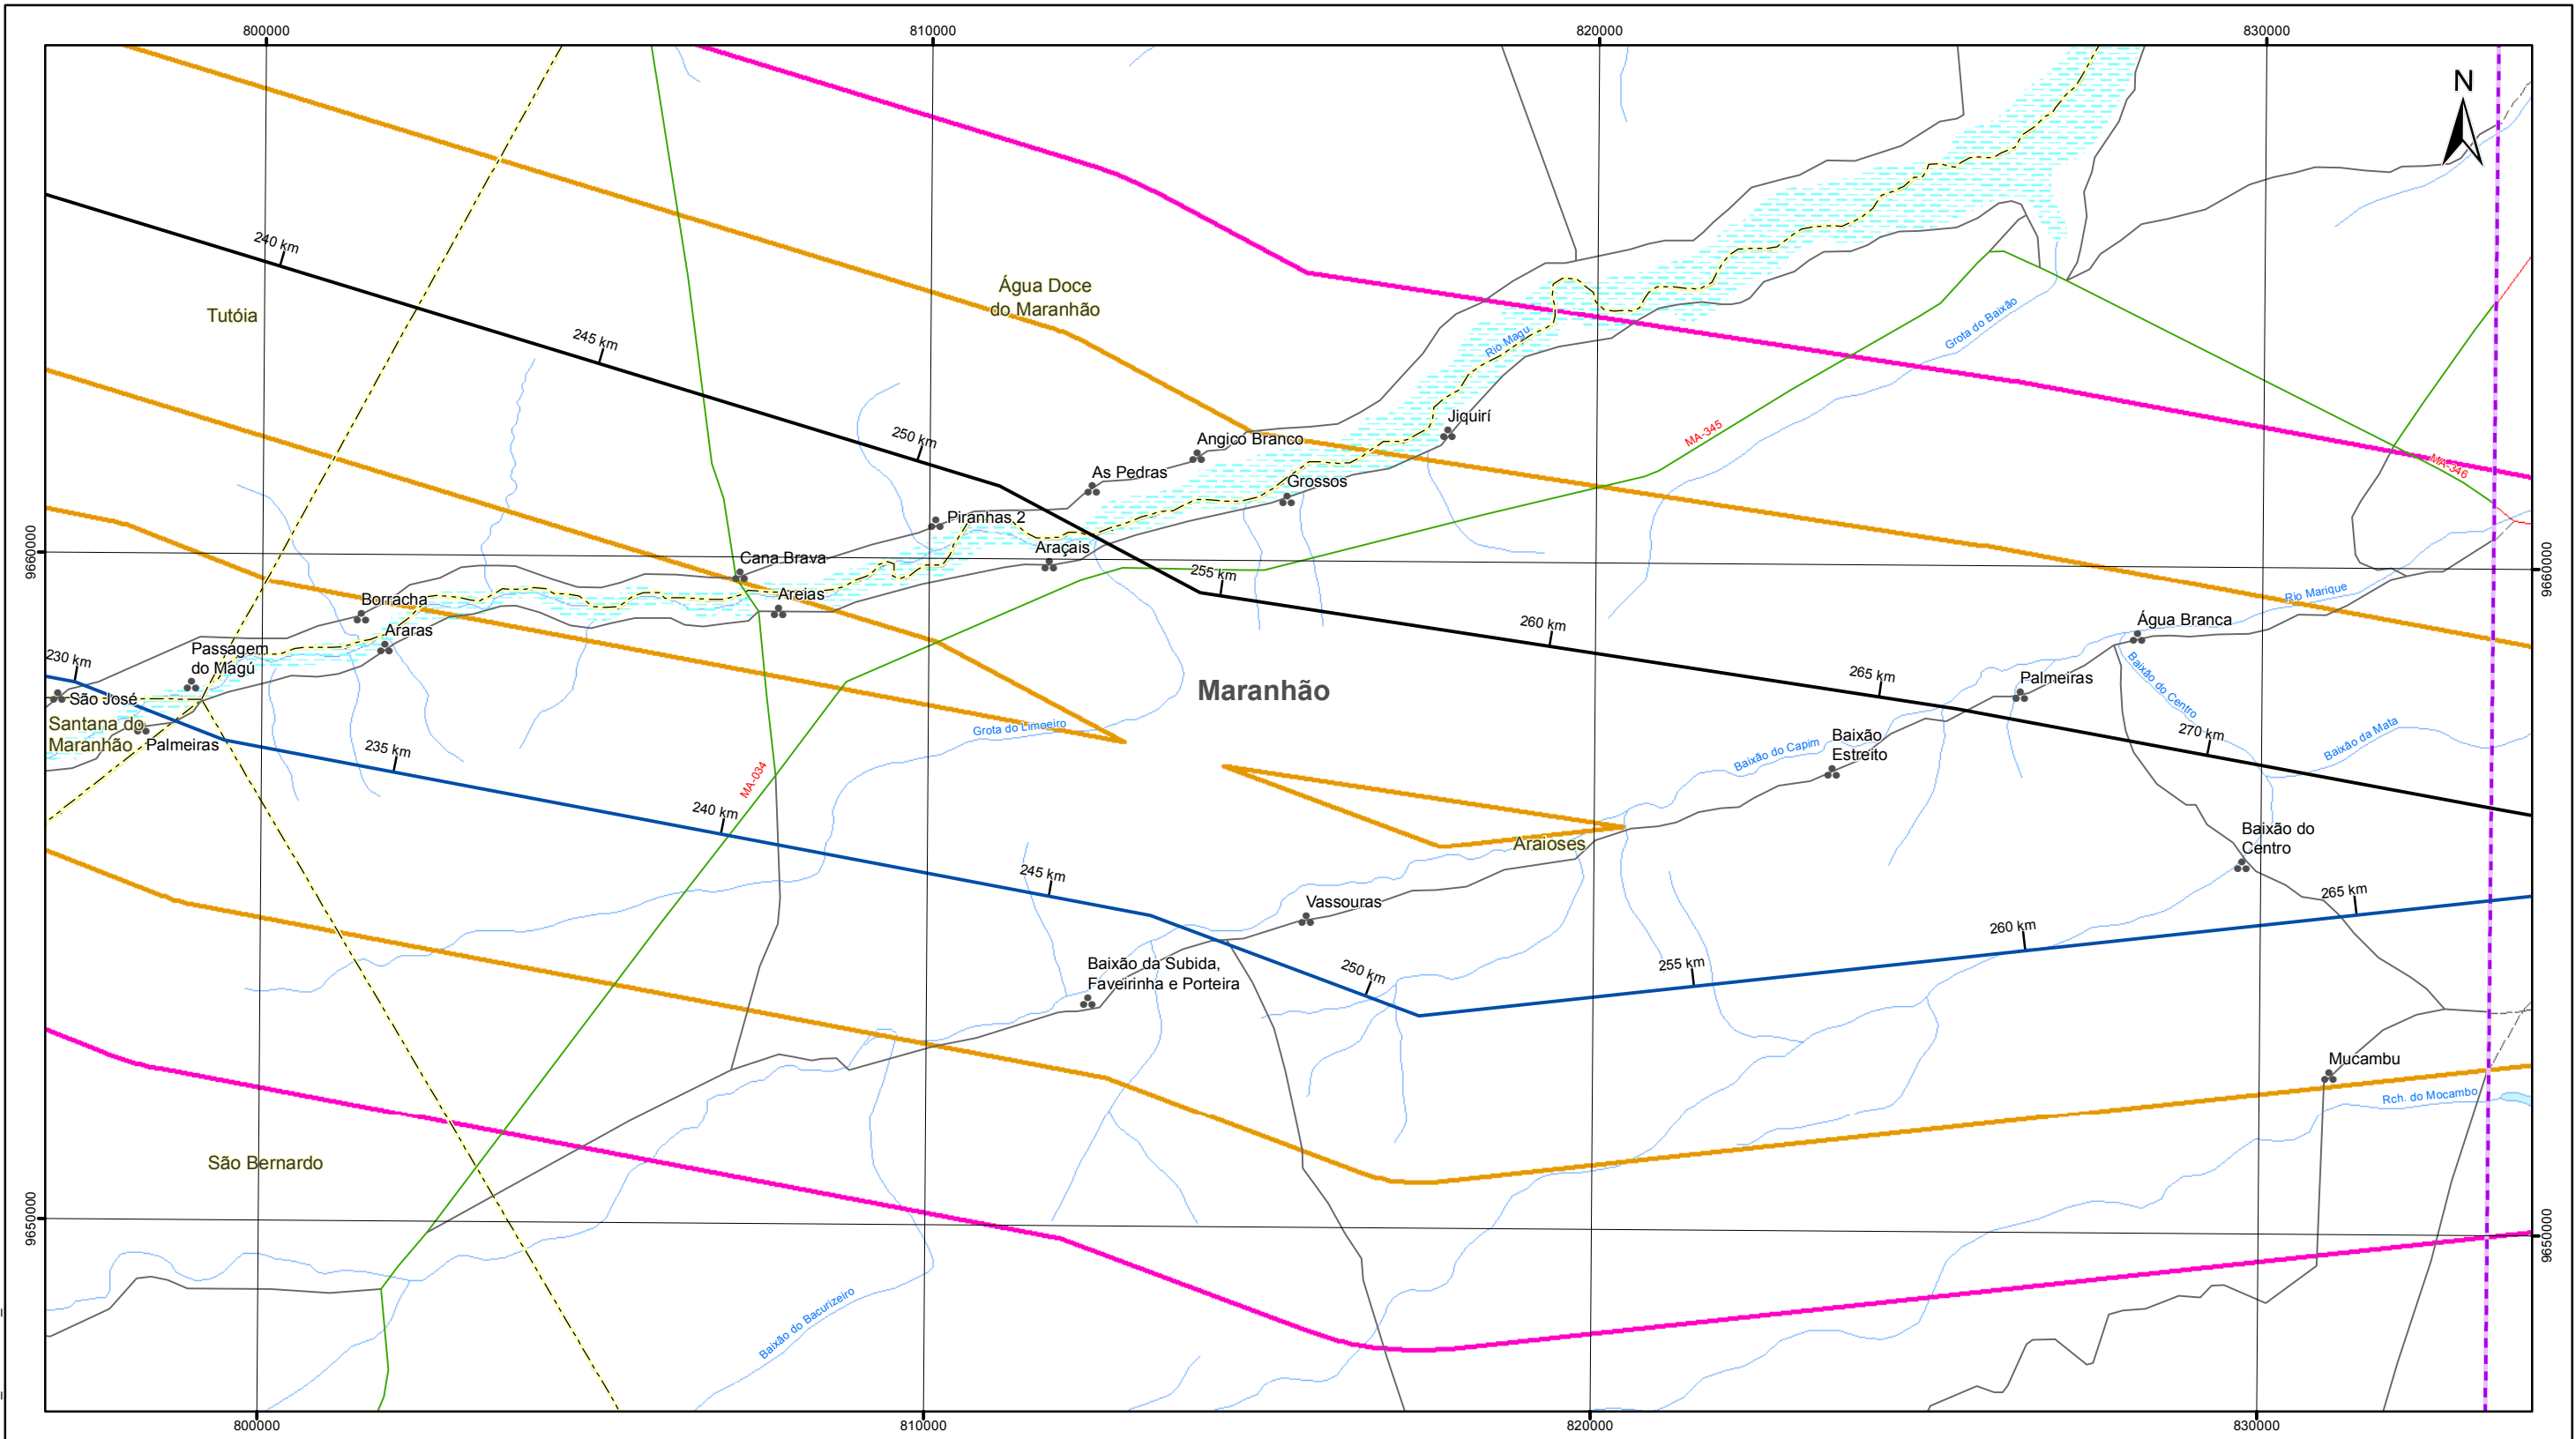 800000
810000
820000
830000
N
240 km
Tutóia
Água Doce
do Maranhão
245 km
Rio Magu
Grota do Baixão
250 km
Angico Branco
Jiquirí
MA-345
MA-346
As Pedras
Grossos
Piranhas 2
9660000
Cana Brava
Araçais
255 km
9660000
Borracha
Areias
Rio Marique
Araras
260 km
Água Branca
230 km
Passagem
do Magú
Baixão do Centro
São José
Maranhão
265 km
Palmeiras
Santana do
Maranhão
Palmeiras
235 km
Grota do Limoeiro
Baixão do Capim
Baixão
Estreito
270 km
Baixão da Mata
MA-034
240 km
Araioses
Baixão do
Centro
245 km
Vassouras
265 km
260 km
Baixão da Subida,
Faveirinha e Porteira
250 km
255 km
Mucambu
Rch. do Mocambo
São Bernardo
9650000
9650000
Baixão do Bacurizeiro
800000
810000
820000
830000